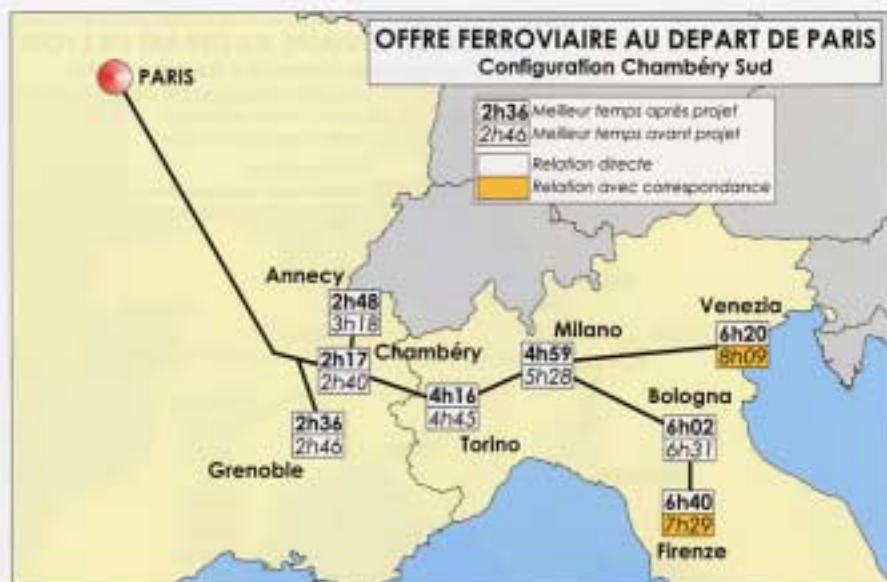 OFFRE FERROVIAIRE AU DEPART DE PARIS
Configuration Chambéry Sud
PARIS
2h36 Meilleur temps après projet
2h46 Meilleur temps avant projet
Relation directe
Relation avec correspondance
Annecy
2h48
3h18
Chambéry
2h17
2h40
Grenoble
2h36
2h46
Torino
4h16
4h45
Milano
4h59
5h28
Venezia
6h20
8h09
Bologna
6h02
6h31
6h40
7h29
Firenze